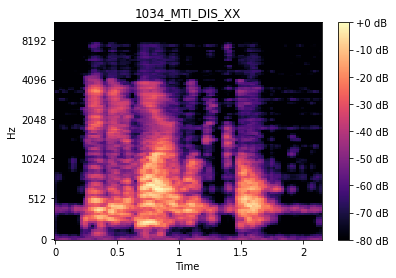 1034_MTI_DIS_XX
+0 dB
8192
-10 dB
4096
-20 dB
-30 dB
2048
Hz
-40 dB
1024
-50 dB
512
-60 dB
-70 dB
0
-80 dB
0 0.5 1 1.5 2
Time